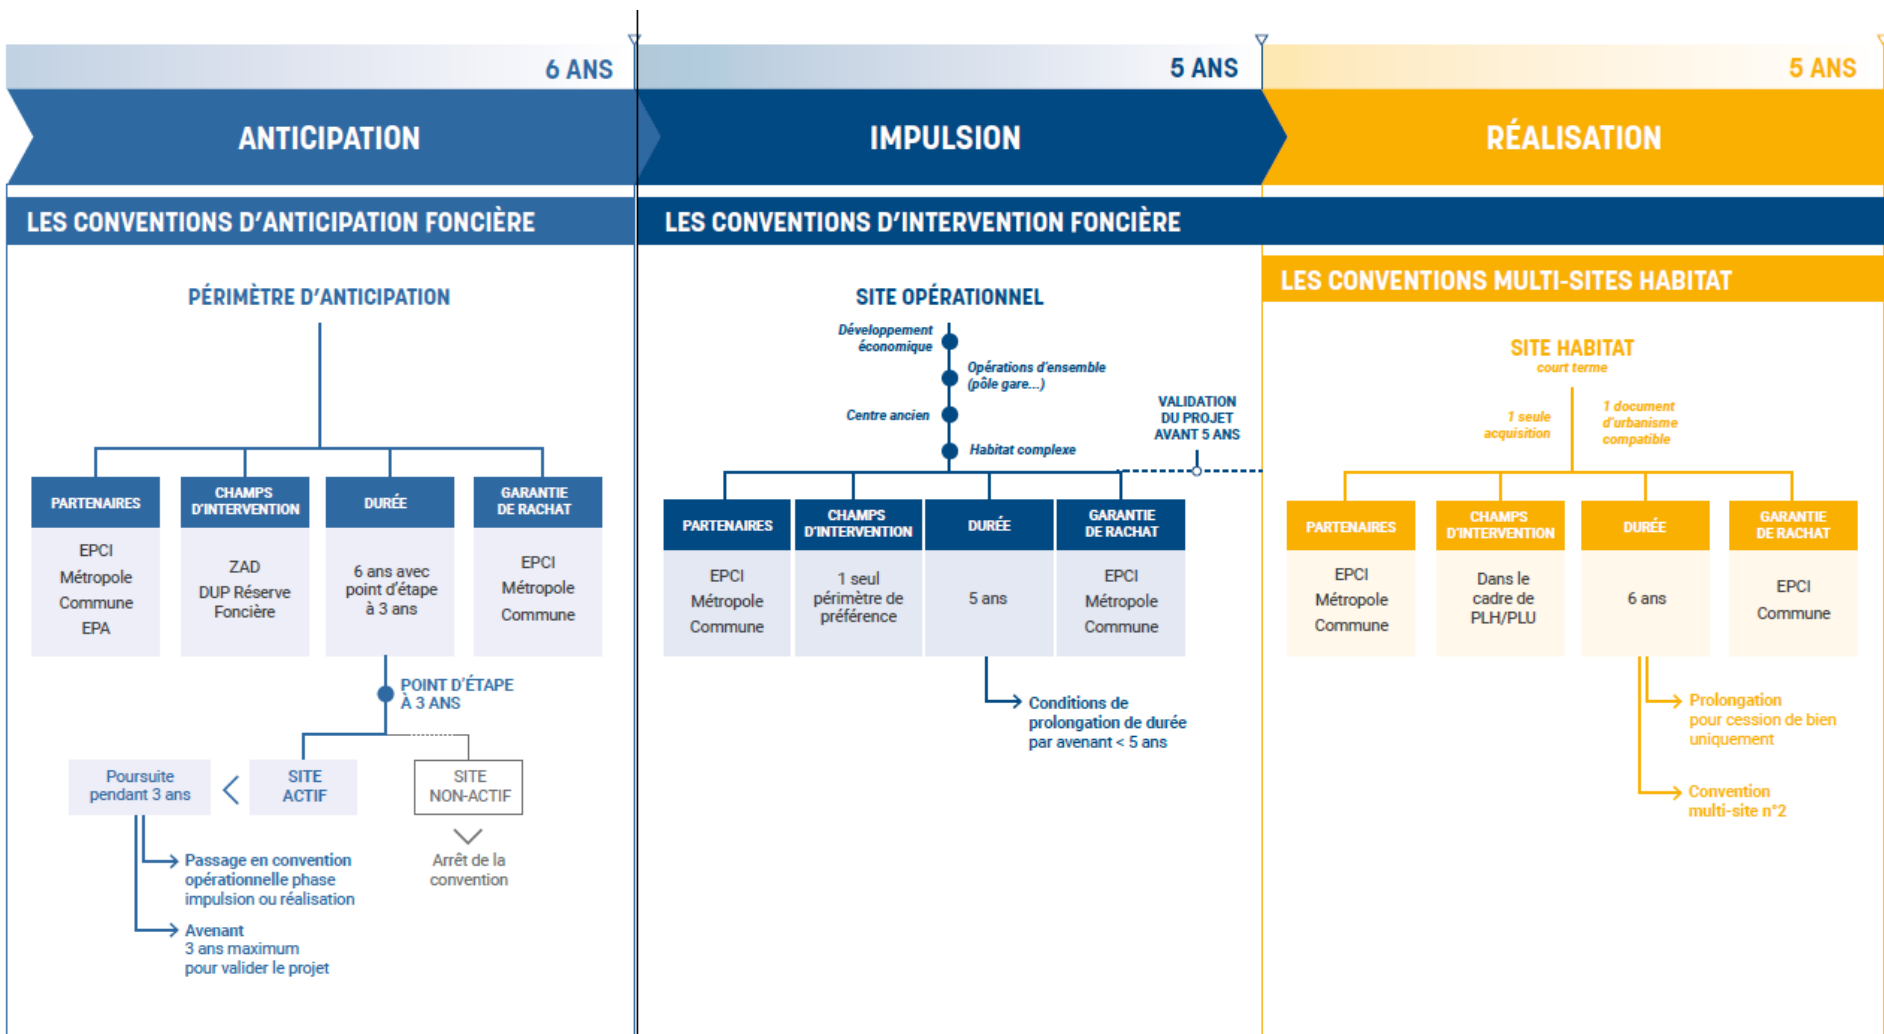 6 ANS
5 ANS
5 ANS
ANTICIPATION
IMPULSION
RÉALISATION
LES CONVENTIONS D'ANTICIPATION FONCIÈRE
LES CONVENTIONS D'INTERVENTION FONCIÈRE
LES CONVENTIONS MULTI-SITES HABITAT
PÉRIMÈTRE D'ANTICIPATION
PARTENAIRES
EPCI
Métropole
Commune
EPA
CHAMPS
D'INTERVENTION
ZAD
DUP Réserve
Foncière
DURÉE
6 ans avec
point d'étape
à 3 ans
GARANTIE
DE RACHAT
EPCI
Métropole
Commune
POINT D'ÉTAPE
À 3 ANS
SITE
ACTIF
Poursuite
pendant 3 ans
SITE
NON-ACTIF
Arrêt de la
convention
Passage en convention
opérationnelle phase
impulsion ou réalisation
Avenant
3 ans maximum
pour valider le projet
SITE OPÉRATIONNEL
Développement
économique
Opérations d'ensemble
(pôle gare...)
Centre ancien
Habitat complexe
VALIDATION
DU PROJET
AVANT 5 ANS
PARTENAIRES
EPCI
Métropole
Commune
CHAMPS
D'INTERVENTION
1 seul
périmètre de
préférence
DURÉE
5 ans
GARANTIE
DE RACHAT
EPCI
Métropole
Commune
Conditions de
prolongation de durée
par avenant < 5 ans
SITE HABITAT
court terme
1 seule
acquisition
1 document
d'urbanisme
compatible
PARTENAIRES
EPCI
Métropole
Commune
CHAMPS
D'INTERVENTION
Dans le
cadre de
PLH/PLU
DURÉE
6 ans
GARANTIE
DE RACHAT
EPCI
Commune
Prolongation
pour cession de bien
uniquement
Convention
multi-site n°2